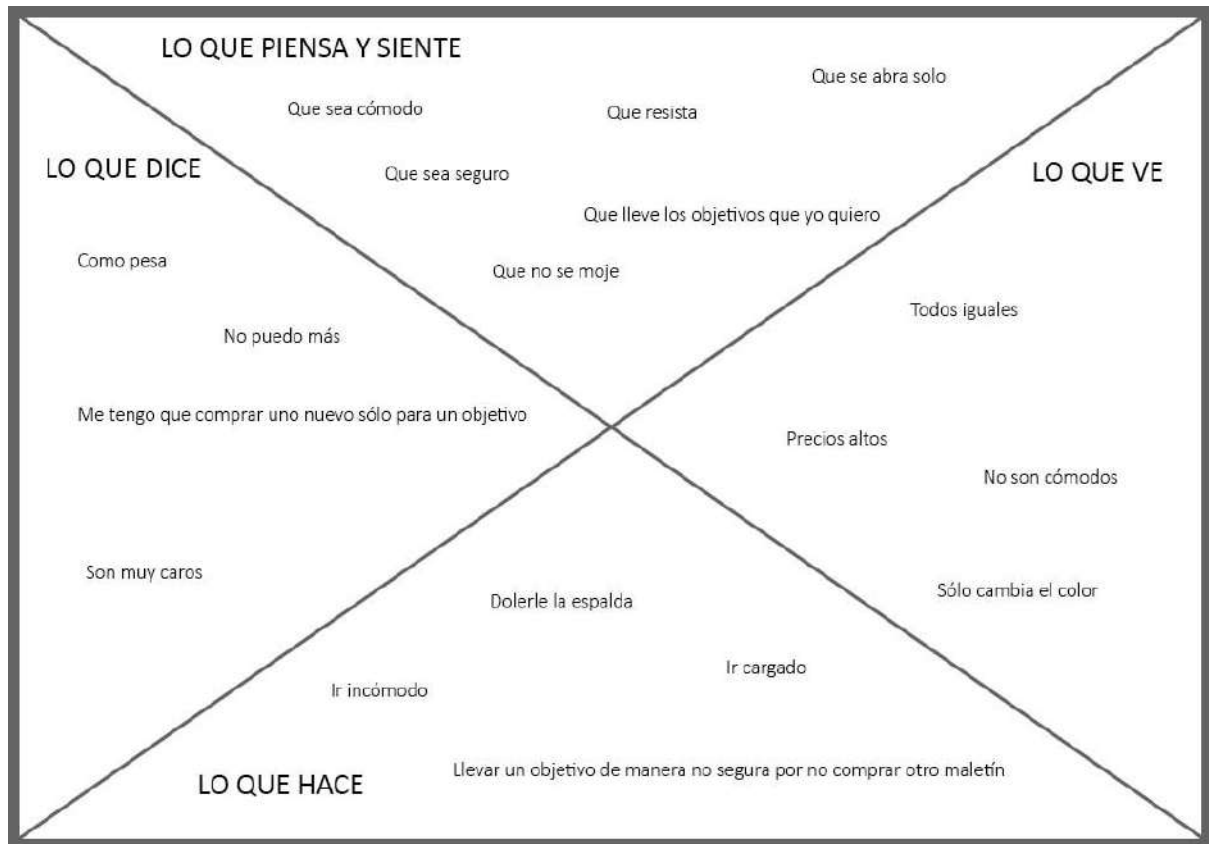 LO QUE PIENSA Y SIENTE
Que se abra solo
Que sea cómodo
Que resista
Que sea seguro
Que lleve los objetivos que yo quiero
Que no se moje
LO QUE DICE
Como pesa
No puedo más
Me tengo que comprar uno nuevo sólo para un objetivo
Son muy caros
LO QUE VE
Todos iguales
Precios altos
No son cómodos
Sólo cambia el color
Dolerle la espalda
Ir cargado
Ir incómodo
Llevar un objetivo de manera no segura por no comprar otro maletín
LO QUE HACE